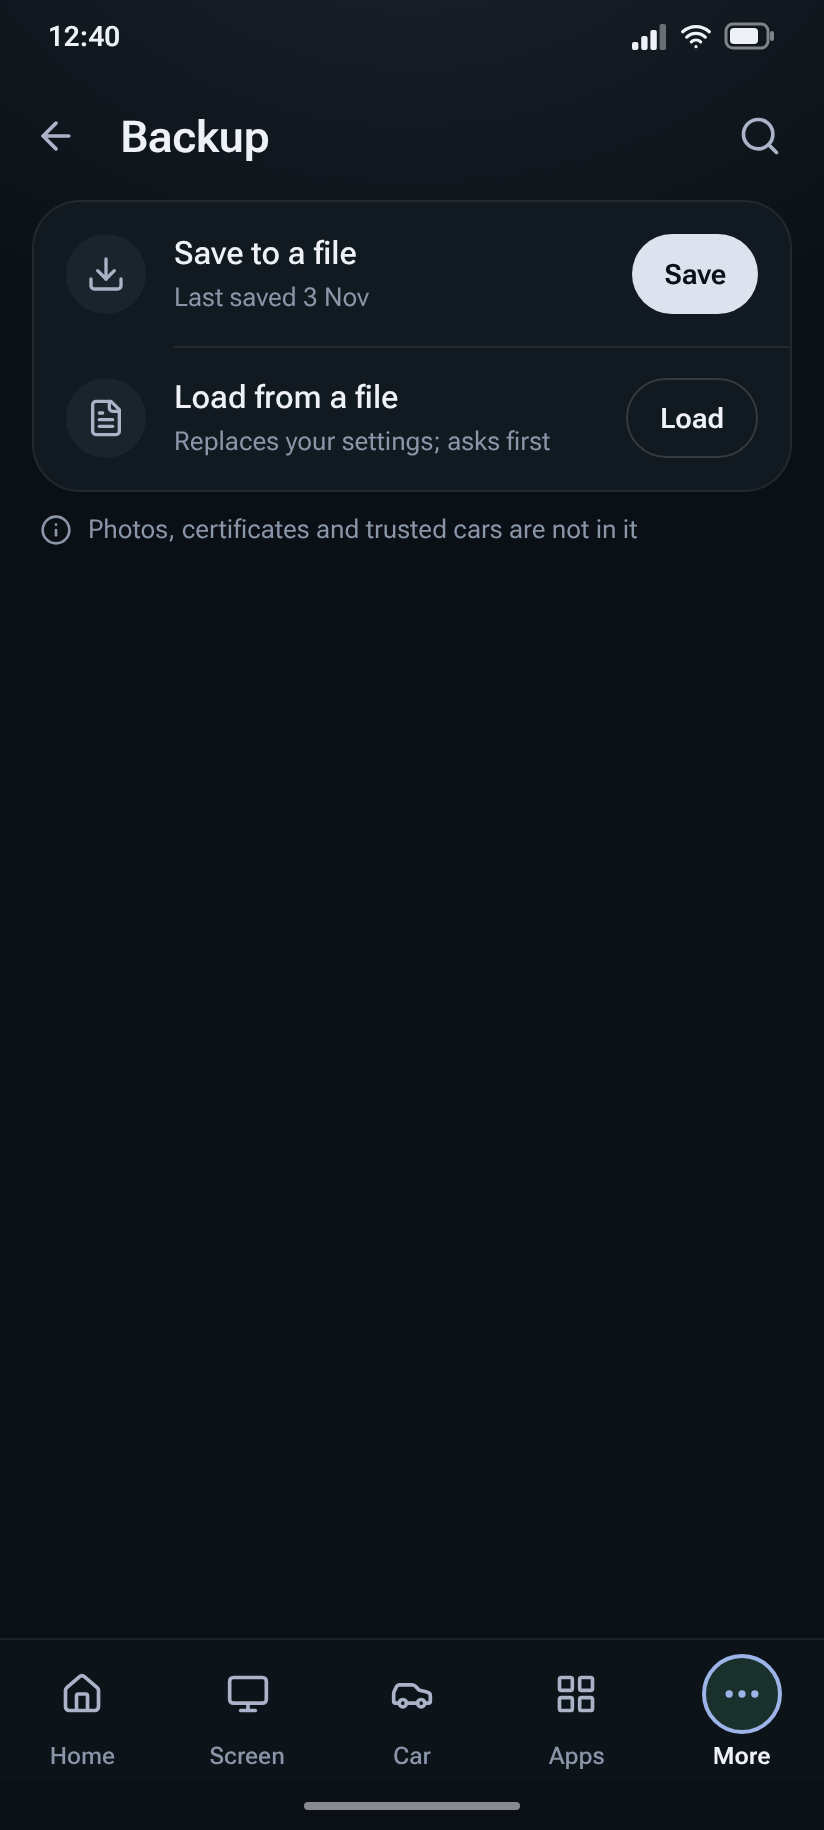 12:40
Backup
Save to a file
Last saved 3 Nov
Save
Load from a file
Replaces your settings; asks first
Load
Photos, certificates and trusted cars are not in it
Home
Screen
Car
Apps
More